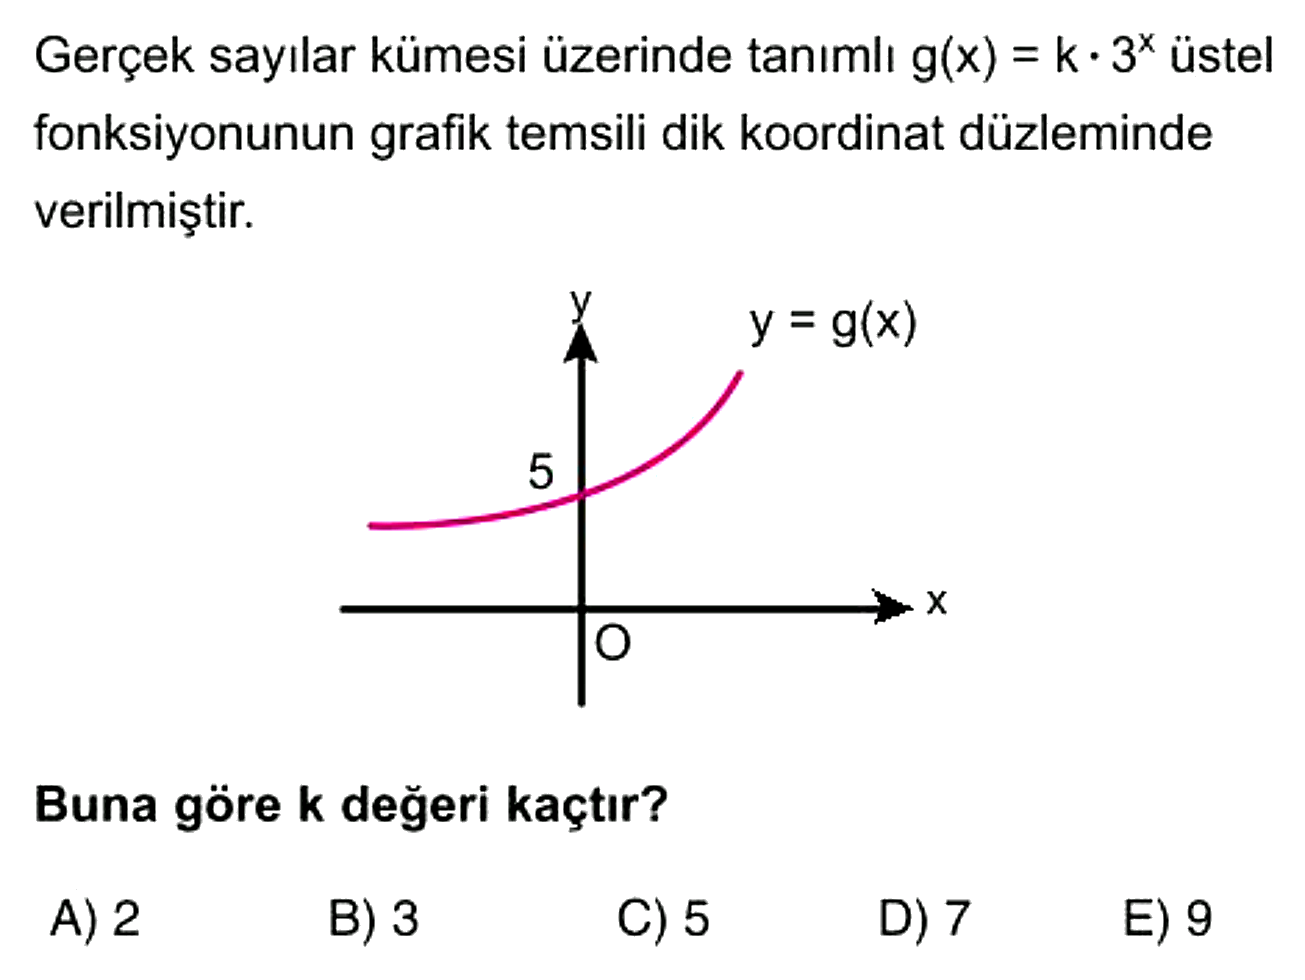 Gerçek sayılar kümesi üzerinde tanımlı g(x) = k · 3ˣ üstel
fonksiyonunun grafik temsili dik koordinat düzleminde
verilmiştir.
y
y = g(x)
5
x
O
Buna göre k değeri kaçtır?
A) 2 B) 3 C) 5 D) 7 E) 9